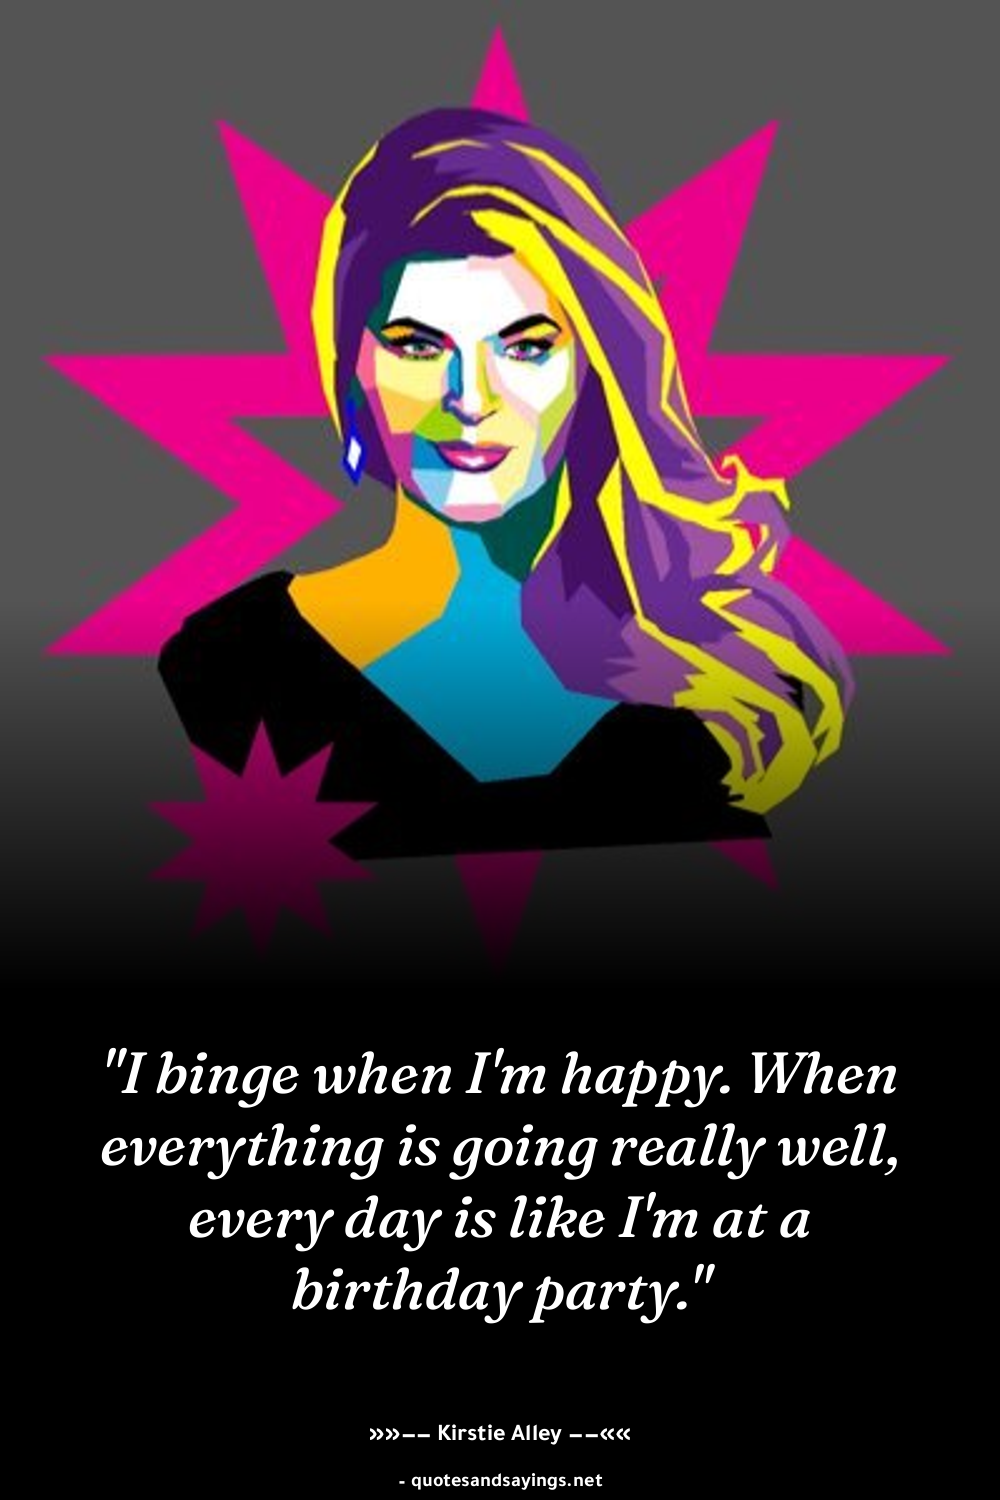 "I binge when I'm happy. When
everything is going really well,
every day is like I'm at a
birthday party."
»»–– Kirstie Alley ––««
- quotesandsayings.net